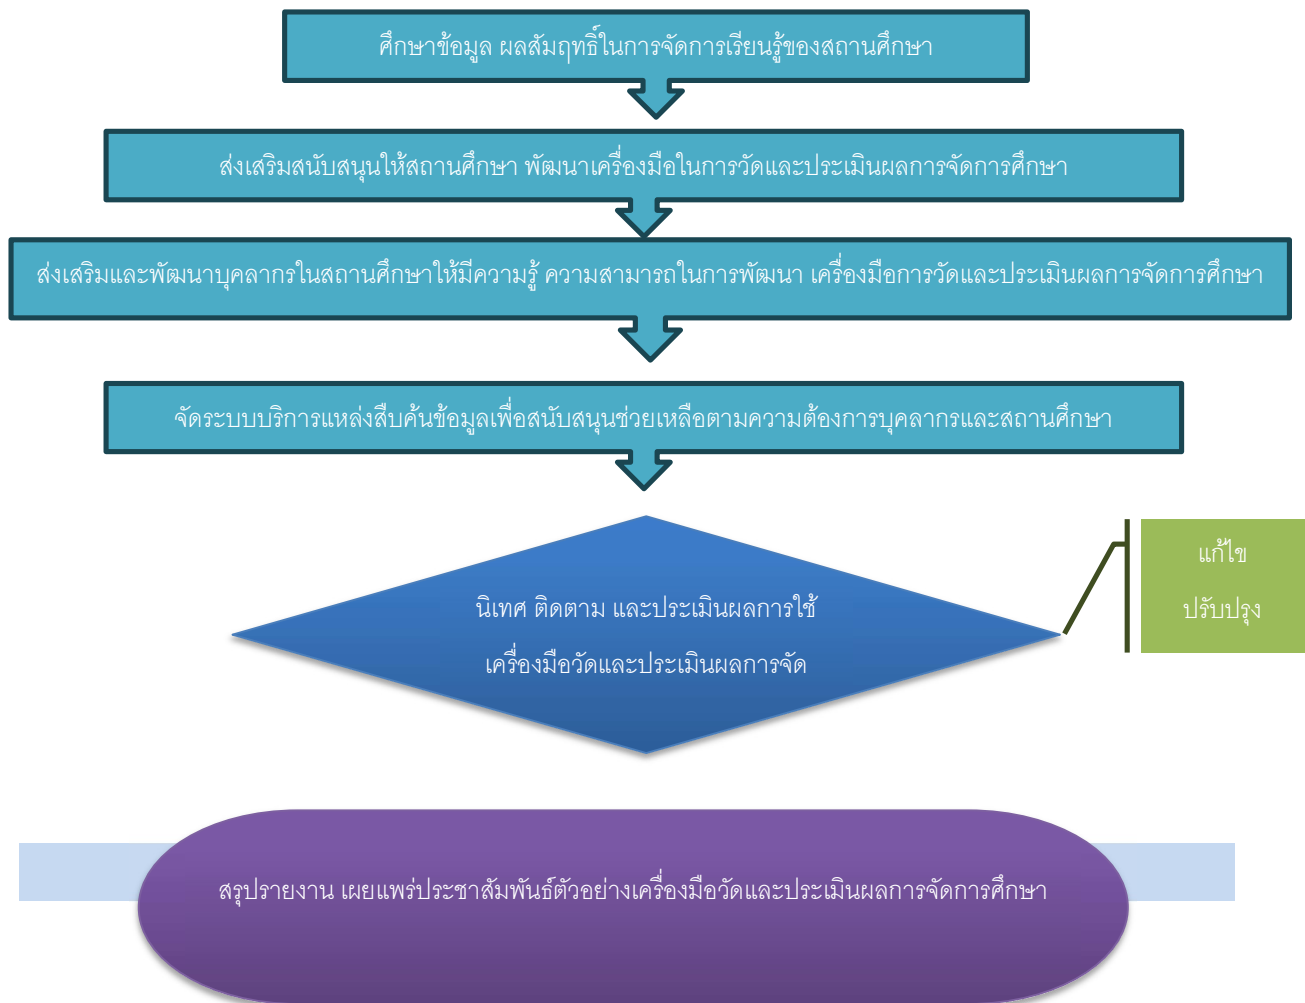 ศึกษาข้อมูล ผลสัมฤทธิ์ในการจัดการเรียนรู้ของสถานศึกษา
ส่งเสริมสนับสนุนให้สถานศึกษา พัฒนาเครื่องมือในการวัดและประเมินผลการจัดการศึกษา
ส่งเสริมและพัฒนาบุคลากรในสถานศึกษาให้มีความรู้ ความสามารถในการพัฒนา เครื่องมือการวัดและประเมินผลการจัดการศึกษา
จัดระบบบริการแหล่งสืบค้นข้อมูลเพื่อสนับสนุนช่วยเหลือตามความต้องการบุคลากรและสถานศึกษา
แก้ไข
ปรับปรุง
นิเทศ ติดตาม และประเมินผลการใช้
เครื่องมือวัดและประเมินผลการจัด
สรุปรายงาน เผยแพร่ประชาสัมพันธ์ตัวอย่างเครื่องมือวัดและประเมินผลการจัดการศึกษา